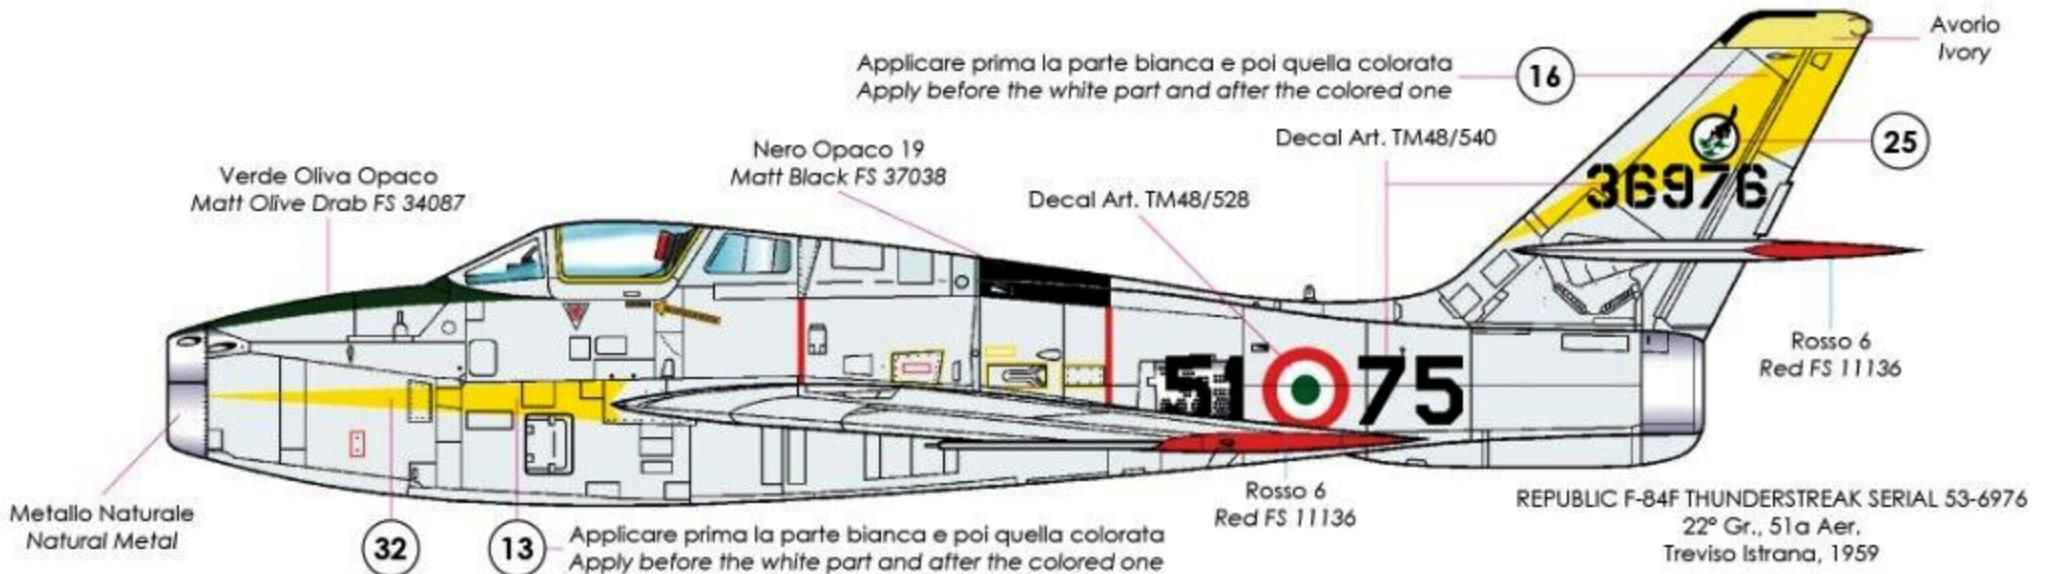 Avorio
Ivory
Applicare prima la parte bianca e poi quella colorata
Apply before the white part and after the colored one
16
Decal Art. TM48/540
25
Nero Opaco 19
Matt Black FS 37038
Verde Oliva Opaco
Matt Olive Drab FS 34087
Decal Art. TM48/528
36976
Rosso 6
Red FS 11136
51
75
Metallo Naturale
Natural Metal
32
13
Applicare prima la parte bianca e poi quella colorata
Apply before the white part and after the colored one
Rosso 6
Red FS 11136
REPUBLIC F-84F THUNDERSTREAK SERIAL 53-6976
22° Gr., 51a Aer.
Treviso Istrana, 1959